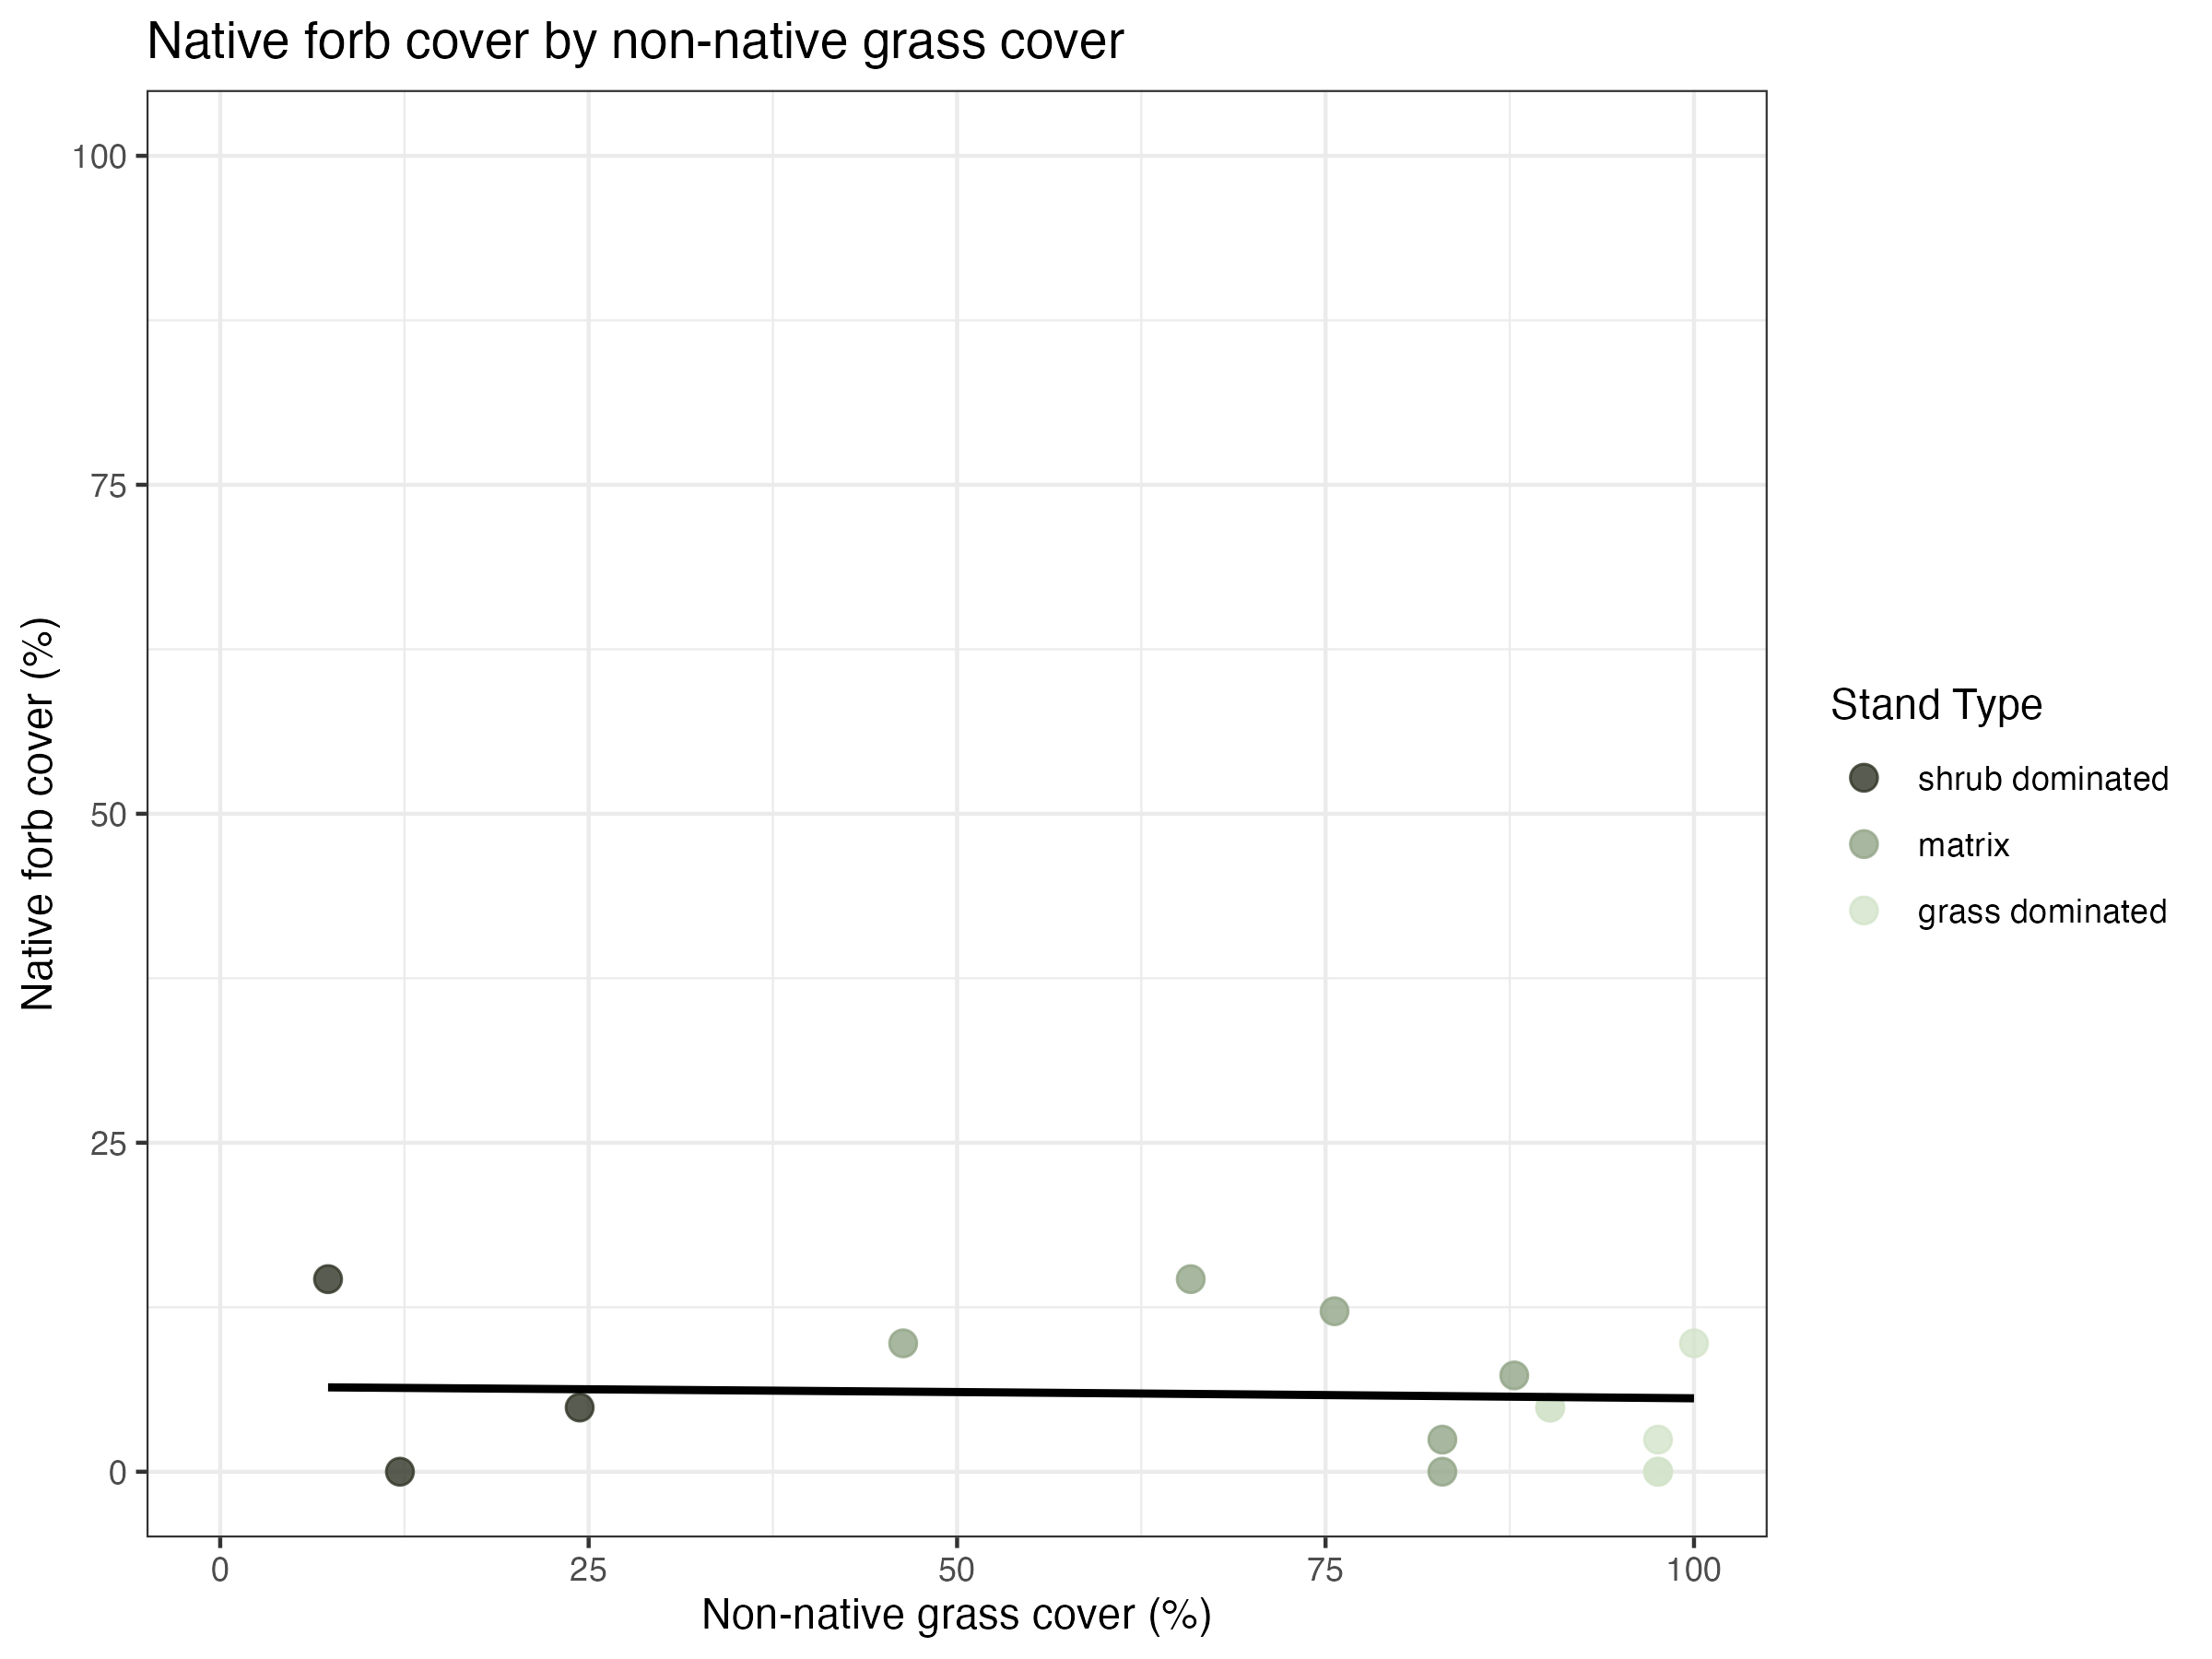 Native forb cover by non-native grass cover
Native forb cover (%)
100
75
50
25
0
0 25 50 75 100
Non-native grass cover (%)
Stand Type
shrub dominated
matrix
grass dominated